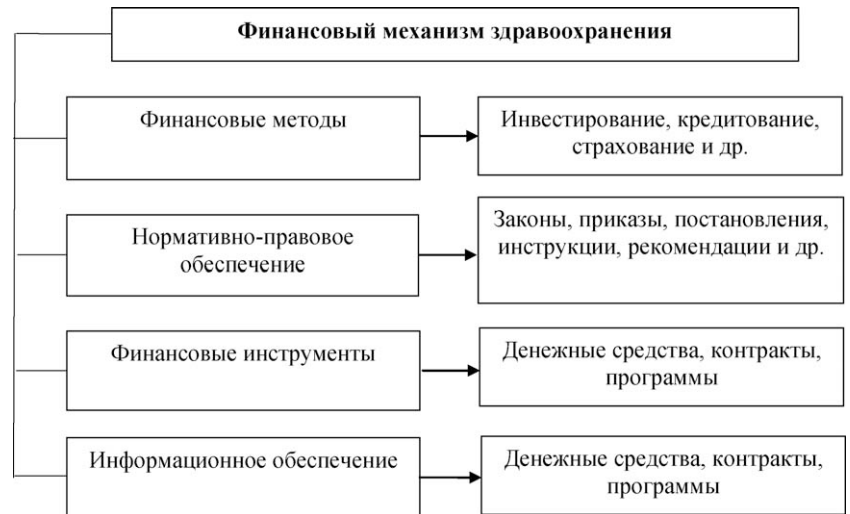 Финансовый механизм здравоохранения
Финансовые методы
Инвестирование, кредитование,
страхование и др.
Нормативно-правовое
обеспечение
Законы, приказы, постановления,
инструкции, рекомендации и др.
Финансовые инструменты
Денежные средства, контракты,
программы
Информационное обеспечение
Денежные средства, контракты,
программы